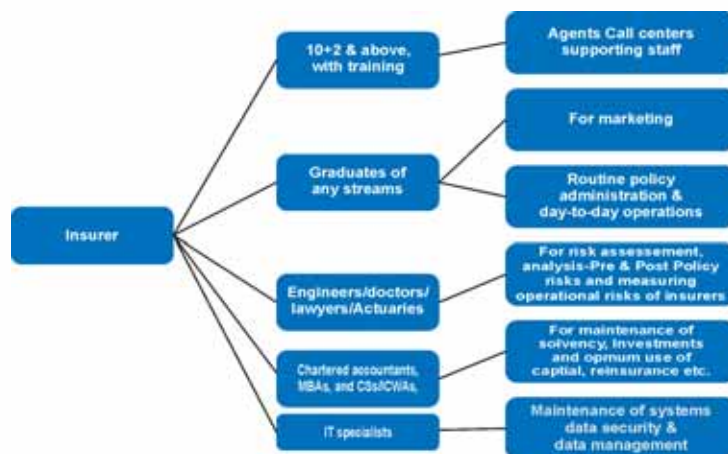 Insurer
10+2 & above,
with training
Graduates of
any streams
Engineers/doctors/
lawyers/Actuaries
Chartered accountants,
MBAs, and CSs/ICWAs,
IT specialists
Agents Call centers
supporting staff
For marketing
Routine policy
administration &
day-to-day operations
For risk assessement,
analysis-Pre & Post Policy
risks and measuring
operational risks of insurers
For maintenance of
solvency, Investments
and opmum use of
captial, reinsurance etc.
Maintenance of systems
data security &
data management